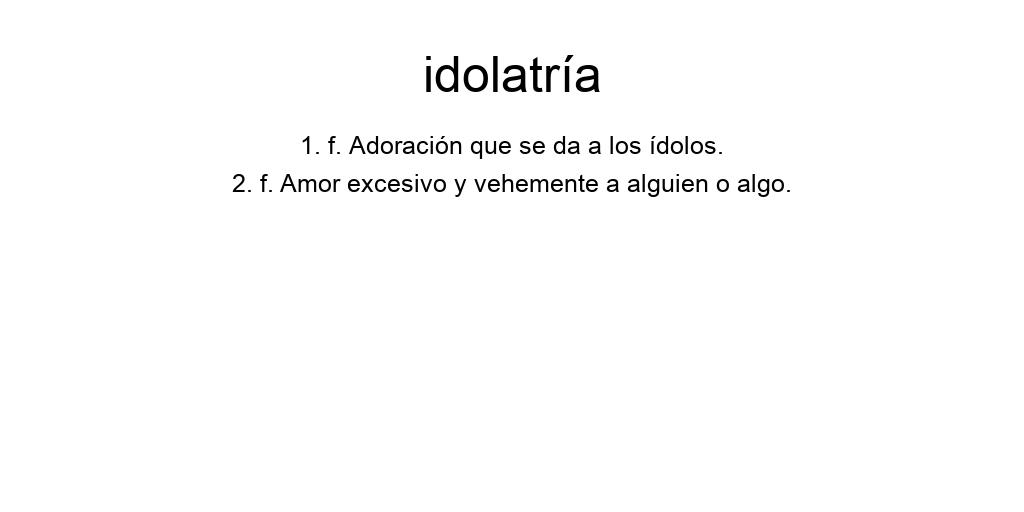 idolatría
1. f. Adoración que se da a los ídolos.
2. f. Amor excesivo y vehemente a alguien o algo.